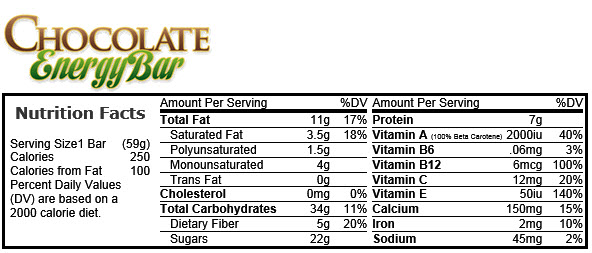 CHOCOLATE
Energy Bar
Nutrition Facts
Serving Size1 Bar (59g)
Calories 250
Calories from Fat 100
Percent Daily Values
(DV) are based on a
2000 calorie diet.
Amount Per Serving %DV
Total Fat 11g 17%
Saturated Fat 3.5g 18%
Polyunsaturated 1.5g
Monounsaturated 4g
Trans Fat 0g
Cholesterol 0mg 0%
Total Carbohydrates 34g 11%
Dietary Fiber 5g 20%
Sugars 22g
Amount Per Serving %DV
Protein 7g
Vitamin A (100% Beta Carotene) 2000iu 40%
Vitamin B6 .06mg 3%
Vitamin B12 6mcg 100%
Vitamin C 12mg 20%
Vitamin E 50iu 140%
Calcium 150mg 15%
Iron 2mg 10%
Sodium 45mg 2%